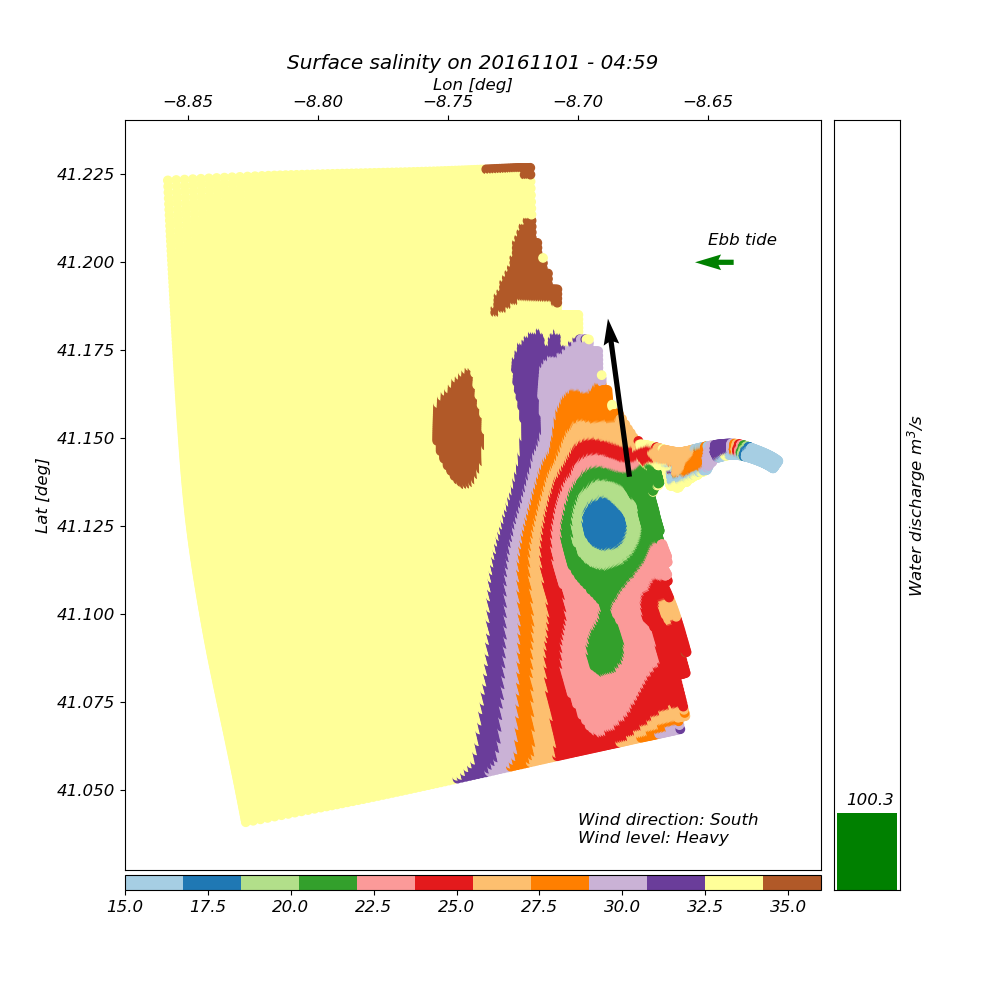 Surface salinity on 20161101 - 04:59
Lon [deg]
−8.85 −8.80 −8.75 −8.70 −8.65
41.225
41.200
41.175
41.150
41.125
41.100
41.075
41.050
Lat [deg]
Ebb tide
Wind direction: South
Wind level: Heavy
100.3
Water discharge m³/s
15.0 17.5 20.0 22.5 25.0 27.5 30.0 32.5 35.0